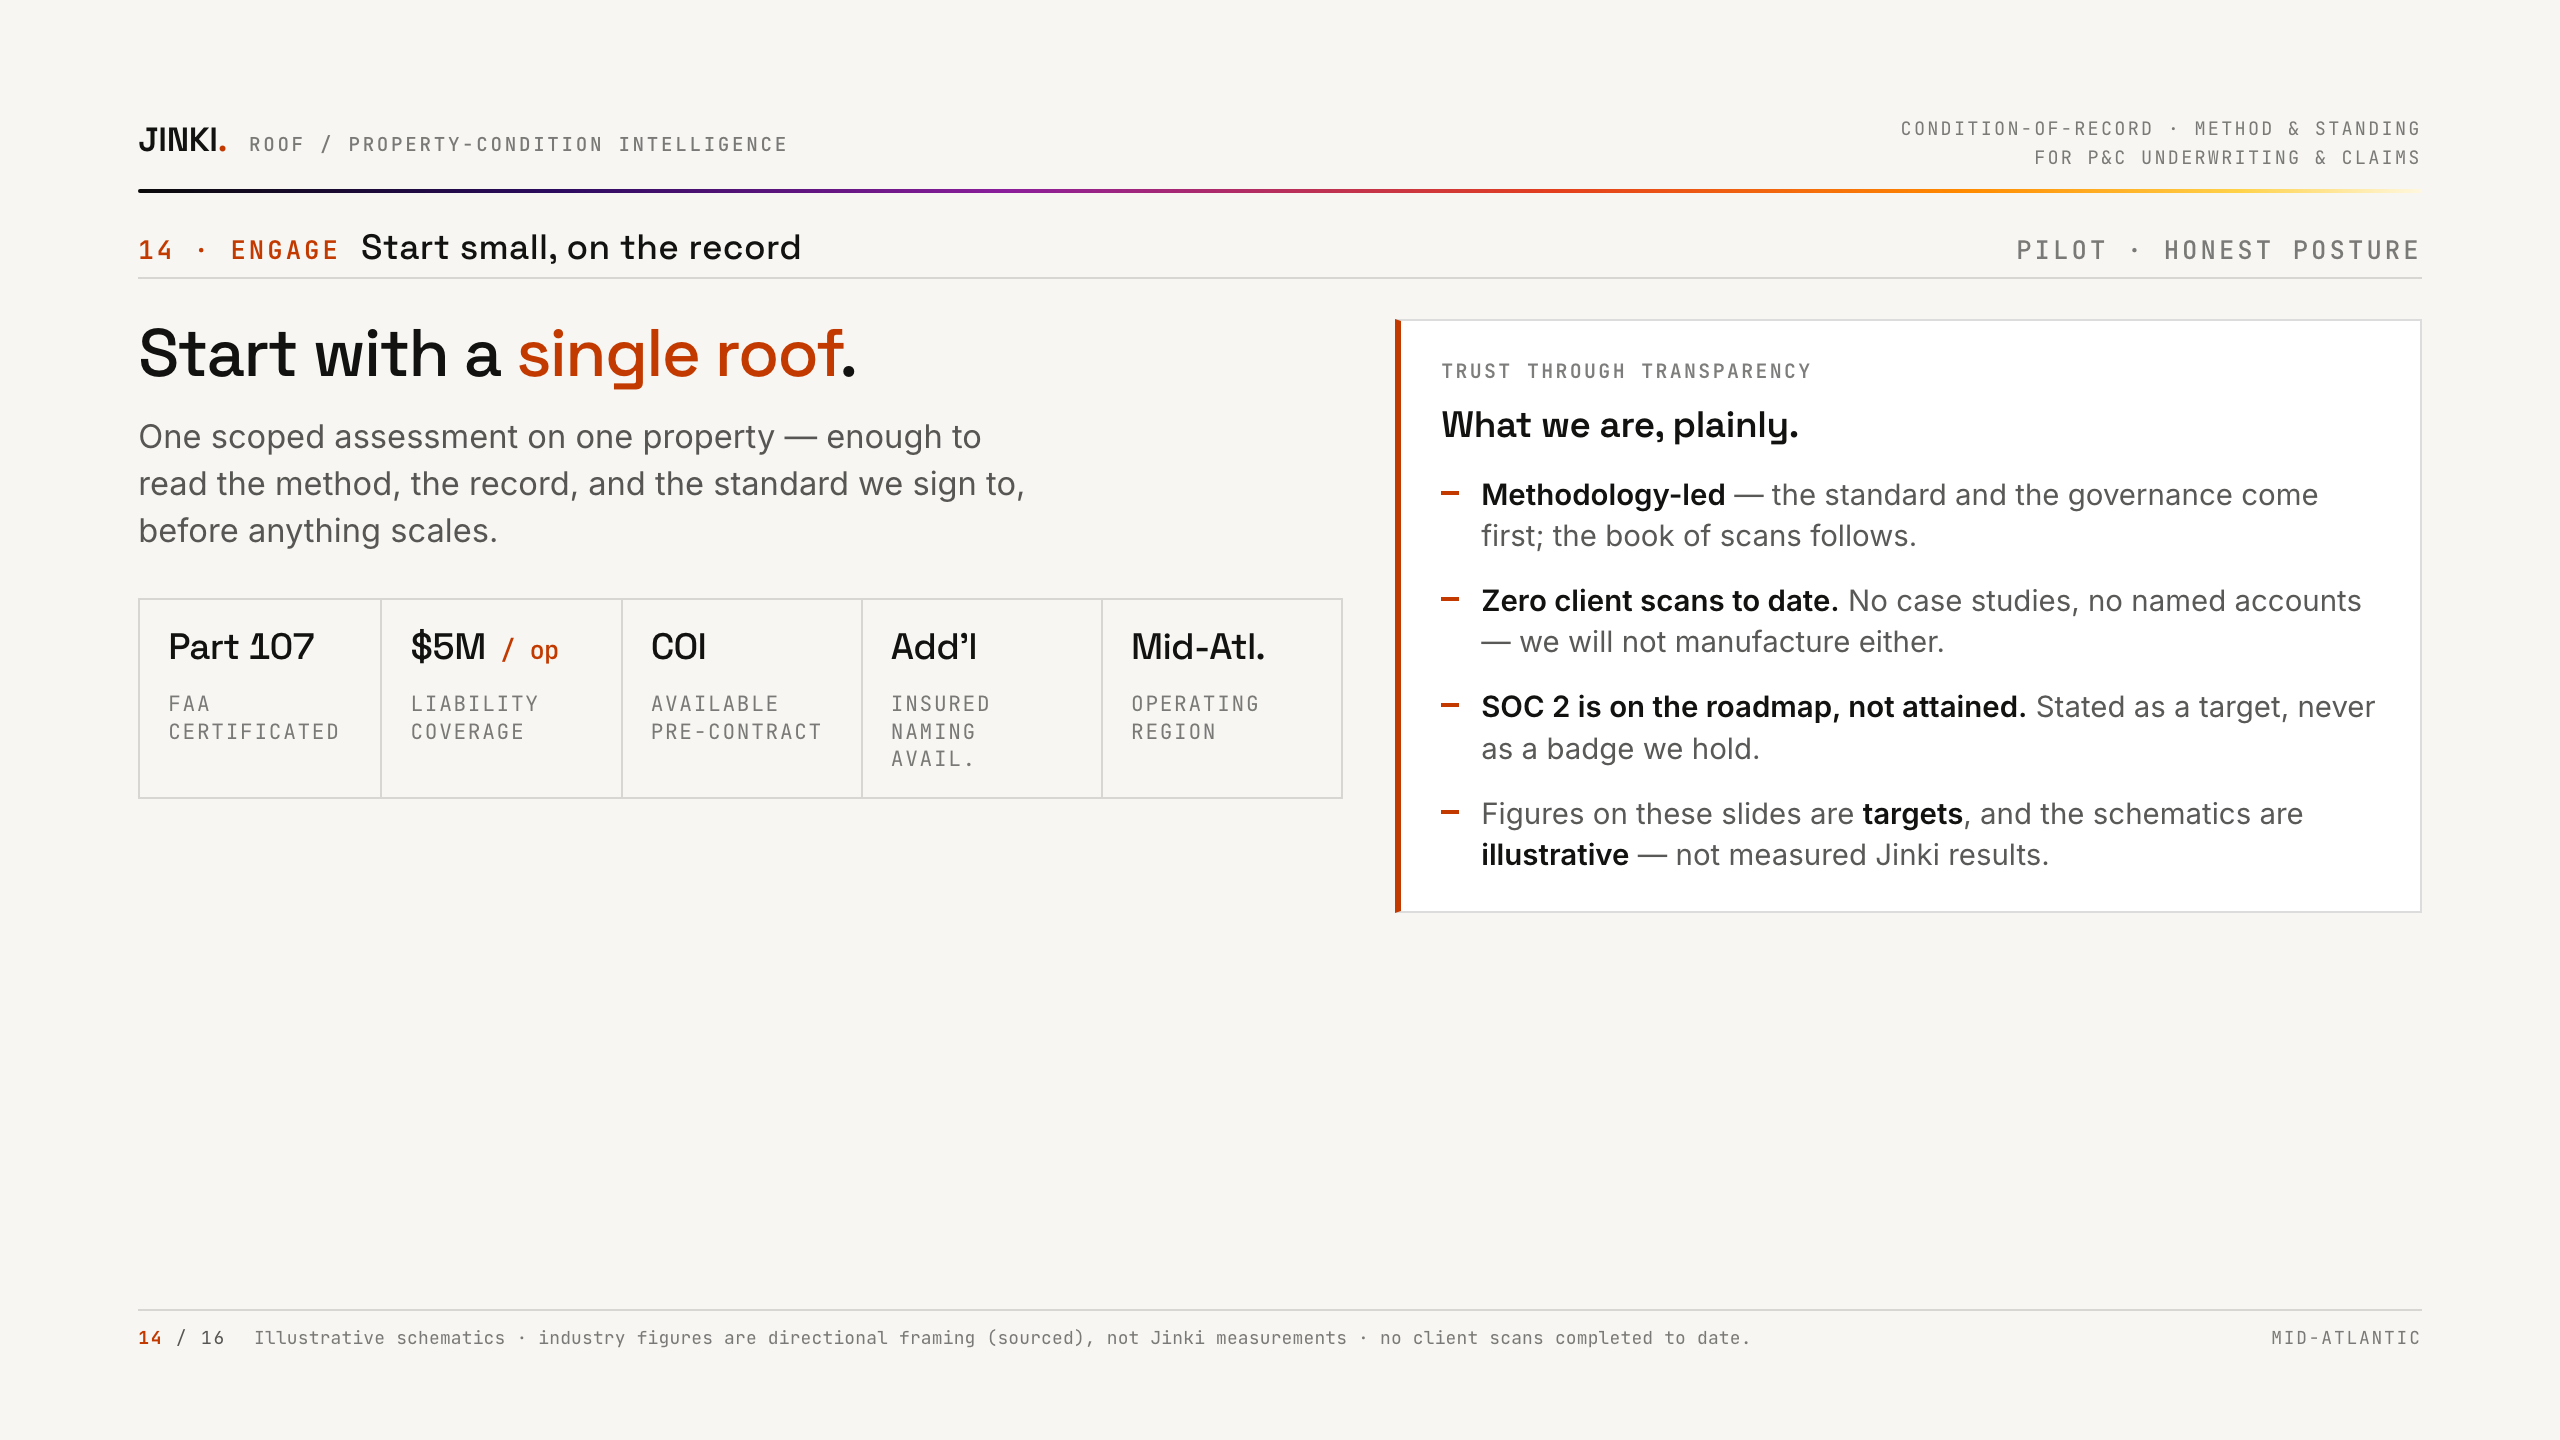 JINKI. ROOF / PROPERTY-CONDITION INTELLIGENCE
CONDITION-OF-RECORD · METHOD & STANDING
FOR P&C UNDERWRITING & CLAIMS
14 · ENGAGE Start small, on the record
PILOT · HONEST POSTURE
Start with a single roof.
One scoped assessment on one property — enough to
read the method, the record, and the standard we sign to,
before anything scales.
Part 107
FAA
CERTIFICATED
$5M / op
LIABILITY
COVERAGE
COI
AVAILABLE
PRE-CONTRACT
Add’l
INSURED
NAMING
AVAIL.
Mid-Atl.
OPERATING
REGION
TRUST THROUGH TRANSPARENCY
What we are, plainly.
Methodology-led — the standard and the governance come
first; the book of scans follows.
Zero client scans to date. No case studies, no named accounts
— we will not manufacture either.
SOC 2 is on the roadmap, not attained. Stated as a target, never
as a badge we hold.
Figures on these slides are targets, and the schematics are
illustrative — not measured Jinki results.
14 / 16 Illustrative schematics · industry figures are directional framing (sourced), not Jinki measurements · no client scans completed to date.
MID-ATLANTIC